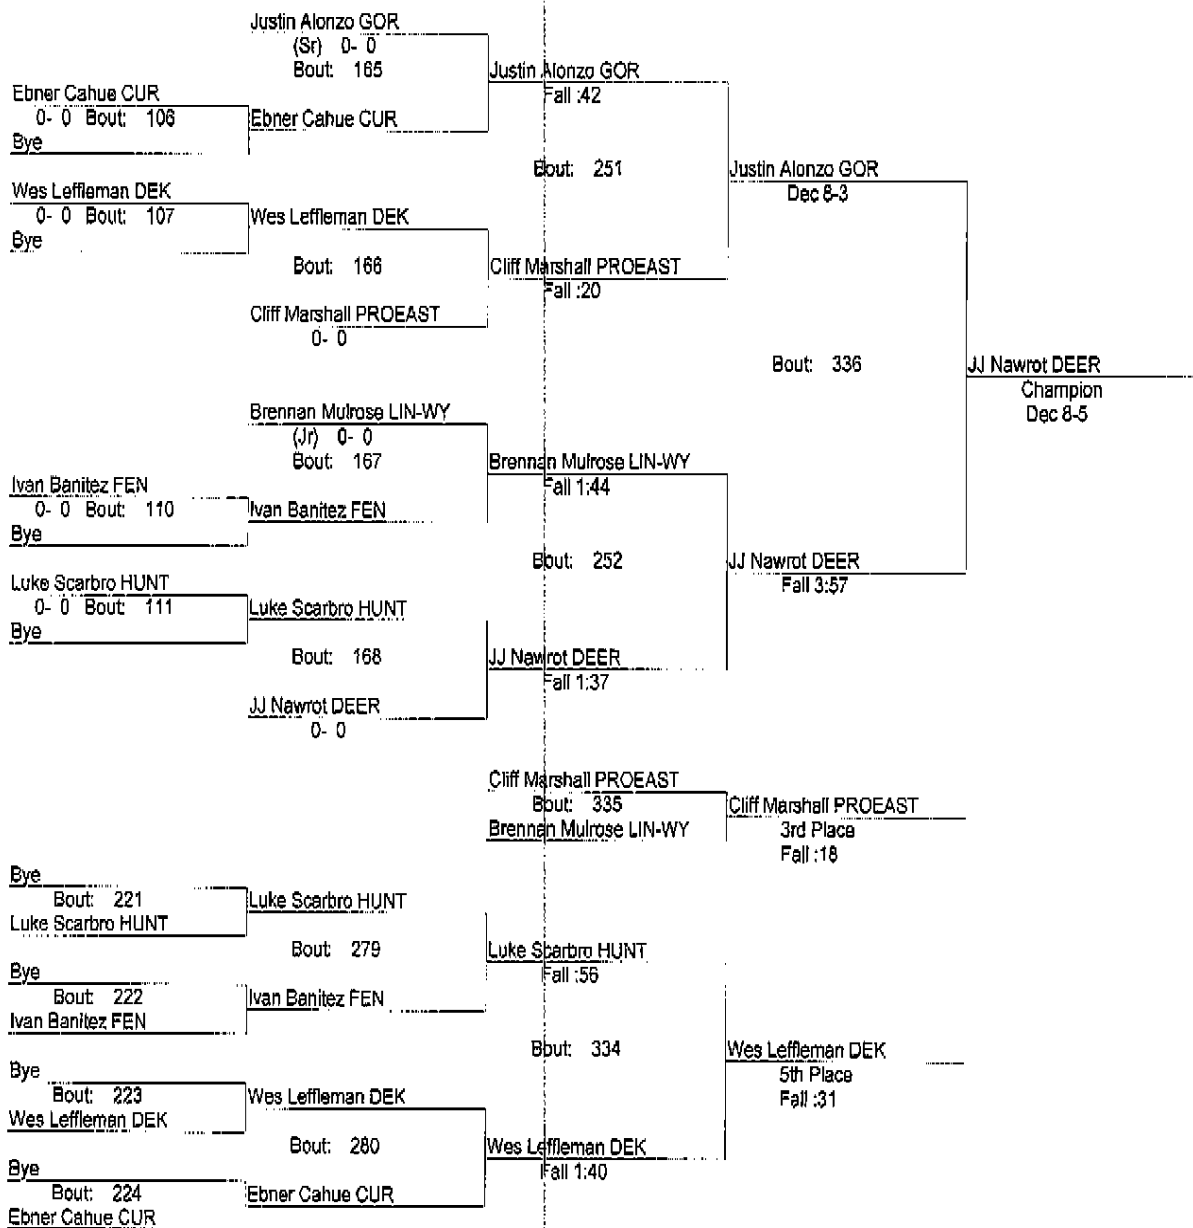 Justin Alonzo GOR
(Sr) 0- 0
Bout: 165
Justin Alonzo GOR
Fall :42
Ebner Cahue CUR
0- 0 Bout: 106
Ebner Cahue CUR
Bye
Bout: 251
Justin Alonzo GOR
Dec 8-3
Wes Leffleman DEK
0- 0 Bout: 107
Wes Leffleman DEK
Bye
Bout: 166
Cliff Marshall PROEAST
Fall :20
Cliff Marshall PROEAST
0- 0
Bout: 336
JJ Nawrot DEER
Champion
Dec 8-5
Brennan Mulrose LIN-WY
(Jr) 0- 0
Bout: 167
Brennan Mulrose LIN-WY
Fall 1:44
Ivan Banitez FEN
0- 0 Bout: 110
Ivan Banitez FEN
Bye
Bout: 252
JJ Nawrot DEER
Fall 3:57
Luke Scarbro HUNT
0- 0 Bout: 111
Luke Scarbro HUNT
Bye
Bout: 168
JJ Nawrot DEER
Fall 1:37
JJ Nawrot DEER
0- 0
Cliff Marshall PROEAST
Bout: 335
Cliff Marshall PROEAST
Brennan Mulrose LIN-WY
3rd Place
Fall :18
Bye
Bout: 221
Luke Scarbro HUNT
Luke Scarbro HUNT
Bout: 279
Luke Scarbro HUNT
Fall :56
Bye
Bout: 222
Ivan Banitez FEN
Ivan Banitez FEN
Bout: 334
Wes Leffleman DEK
5th Place
Fall :31
Bye
Bout: 223
Wes Leffleman DEK
Wes Leffleman DEK
Bout: 280
Wes Leffleman DEK
Fall 1:40
Bye
Bout: 224
Ebner Cahue CUR
Ebner Cahue CUR